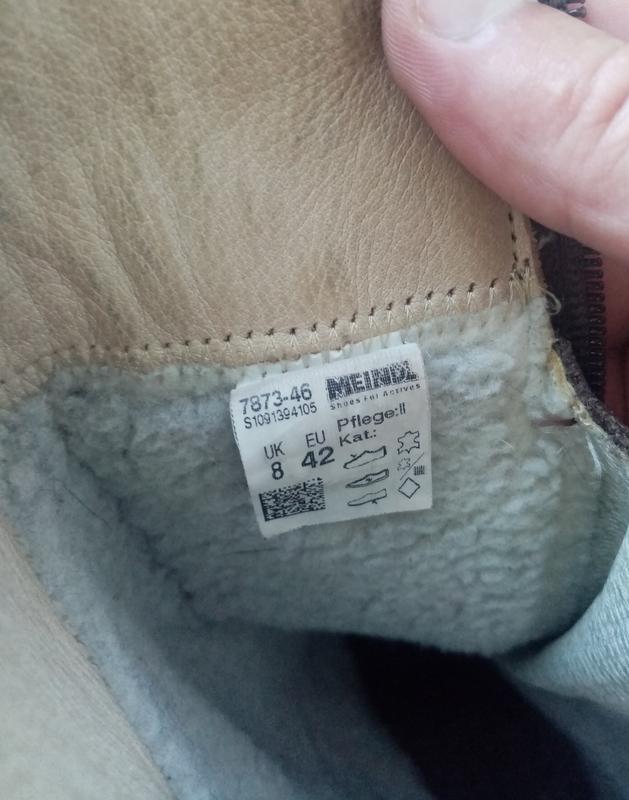 7873-46
S1091394105
MEINDL
Shoes For Actives
UK EU
8 42
Pflege:II
Kat.: